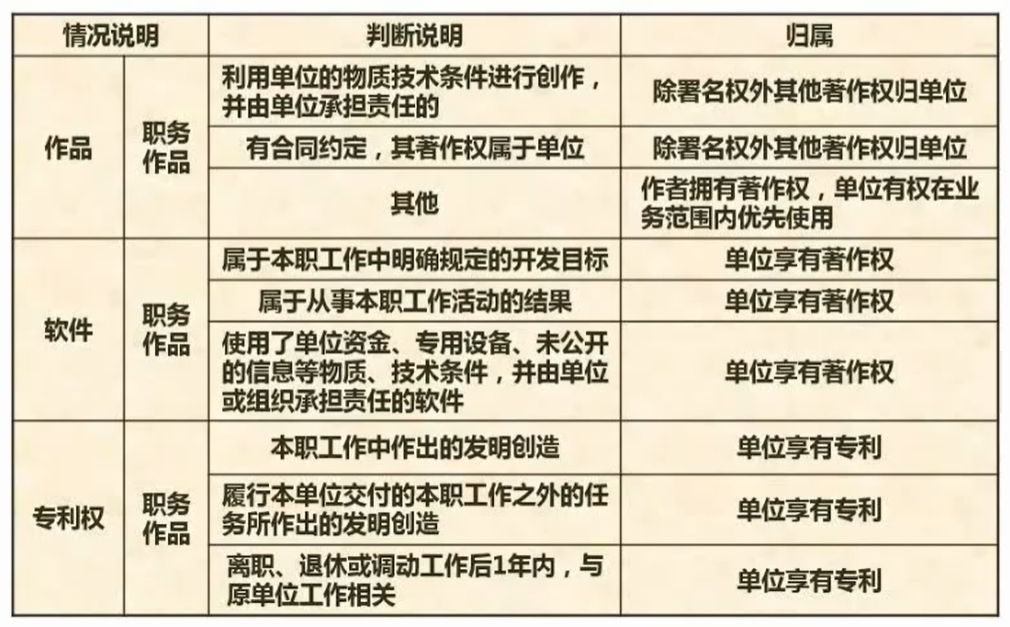 情况说明
判断说明
归属
作品
职务
作品
利用单位的物质技术条件进行创作，
并由单位承担责任的
除署名权外其他著作权归单位
有合同约定，其著作权属于单位
除署名权外其他著作权归单位
其他
作者拥有著作权，单位有权在业
务范围内优先使用
软件
职务
作品
属于本职工作中明确规定的开发目标
单位享有著作权
属于从事本职工作活动的结果
单位享有著作权
使用了单位资金、专用设备、未公开
的信息等物质、技术条件，并由单位
或组织承担责任的软件
单位享有著作权
专利权
职务
作品
本职工作中作出的发明创造
单位享有专利
履行本单位交付的本职工作之外的任
务所作出的发明创造
单位享有专利
离职、退休或调动工作后1年内，与
原单位工作相关
单位享有专利